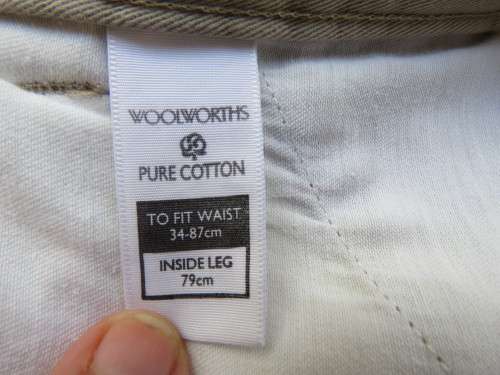 WOOLWORTHS
PURE COTTON
TO FIT WAIST
34-87cm
INSIDE LEG
79cm